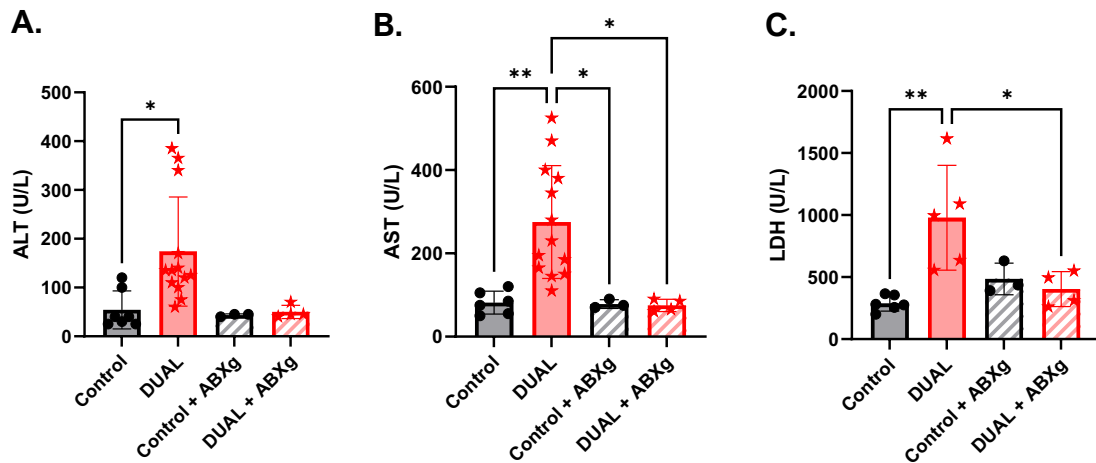 A.
*
500
400
300
200
100
0
ALT (U/L)
Control
DUAL
Control + ABXg
DUAL + ABXg
B.
*
**
*
600
400
200
0
AST (U/L)
Control
DUAL
Control + ABXg
DUAL + ABXg
C.
**
*
2000
1500
1000
500
0
LDH (U/L)
Control
DUAL
Control + ABXg
DUAL + ABXg